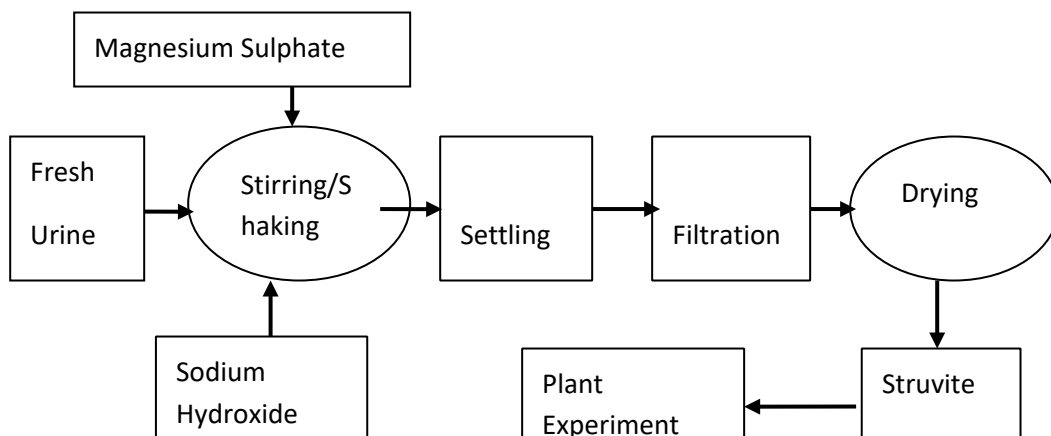 Magnesium Sulphate
Fresh
Urine
Stirring/S
haking
Settling
Filtration
Drying
Sodium
Hydroxide
Plant
Experiment
Struvite